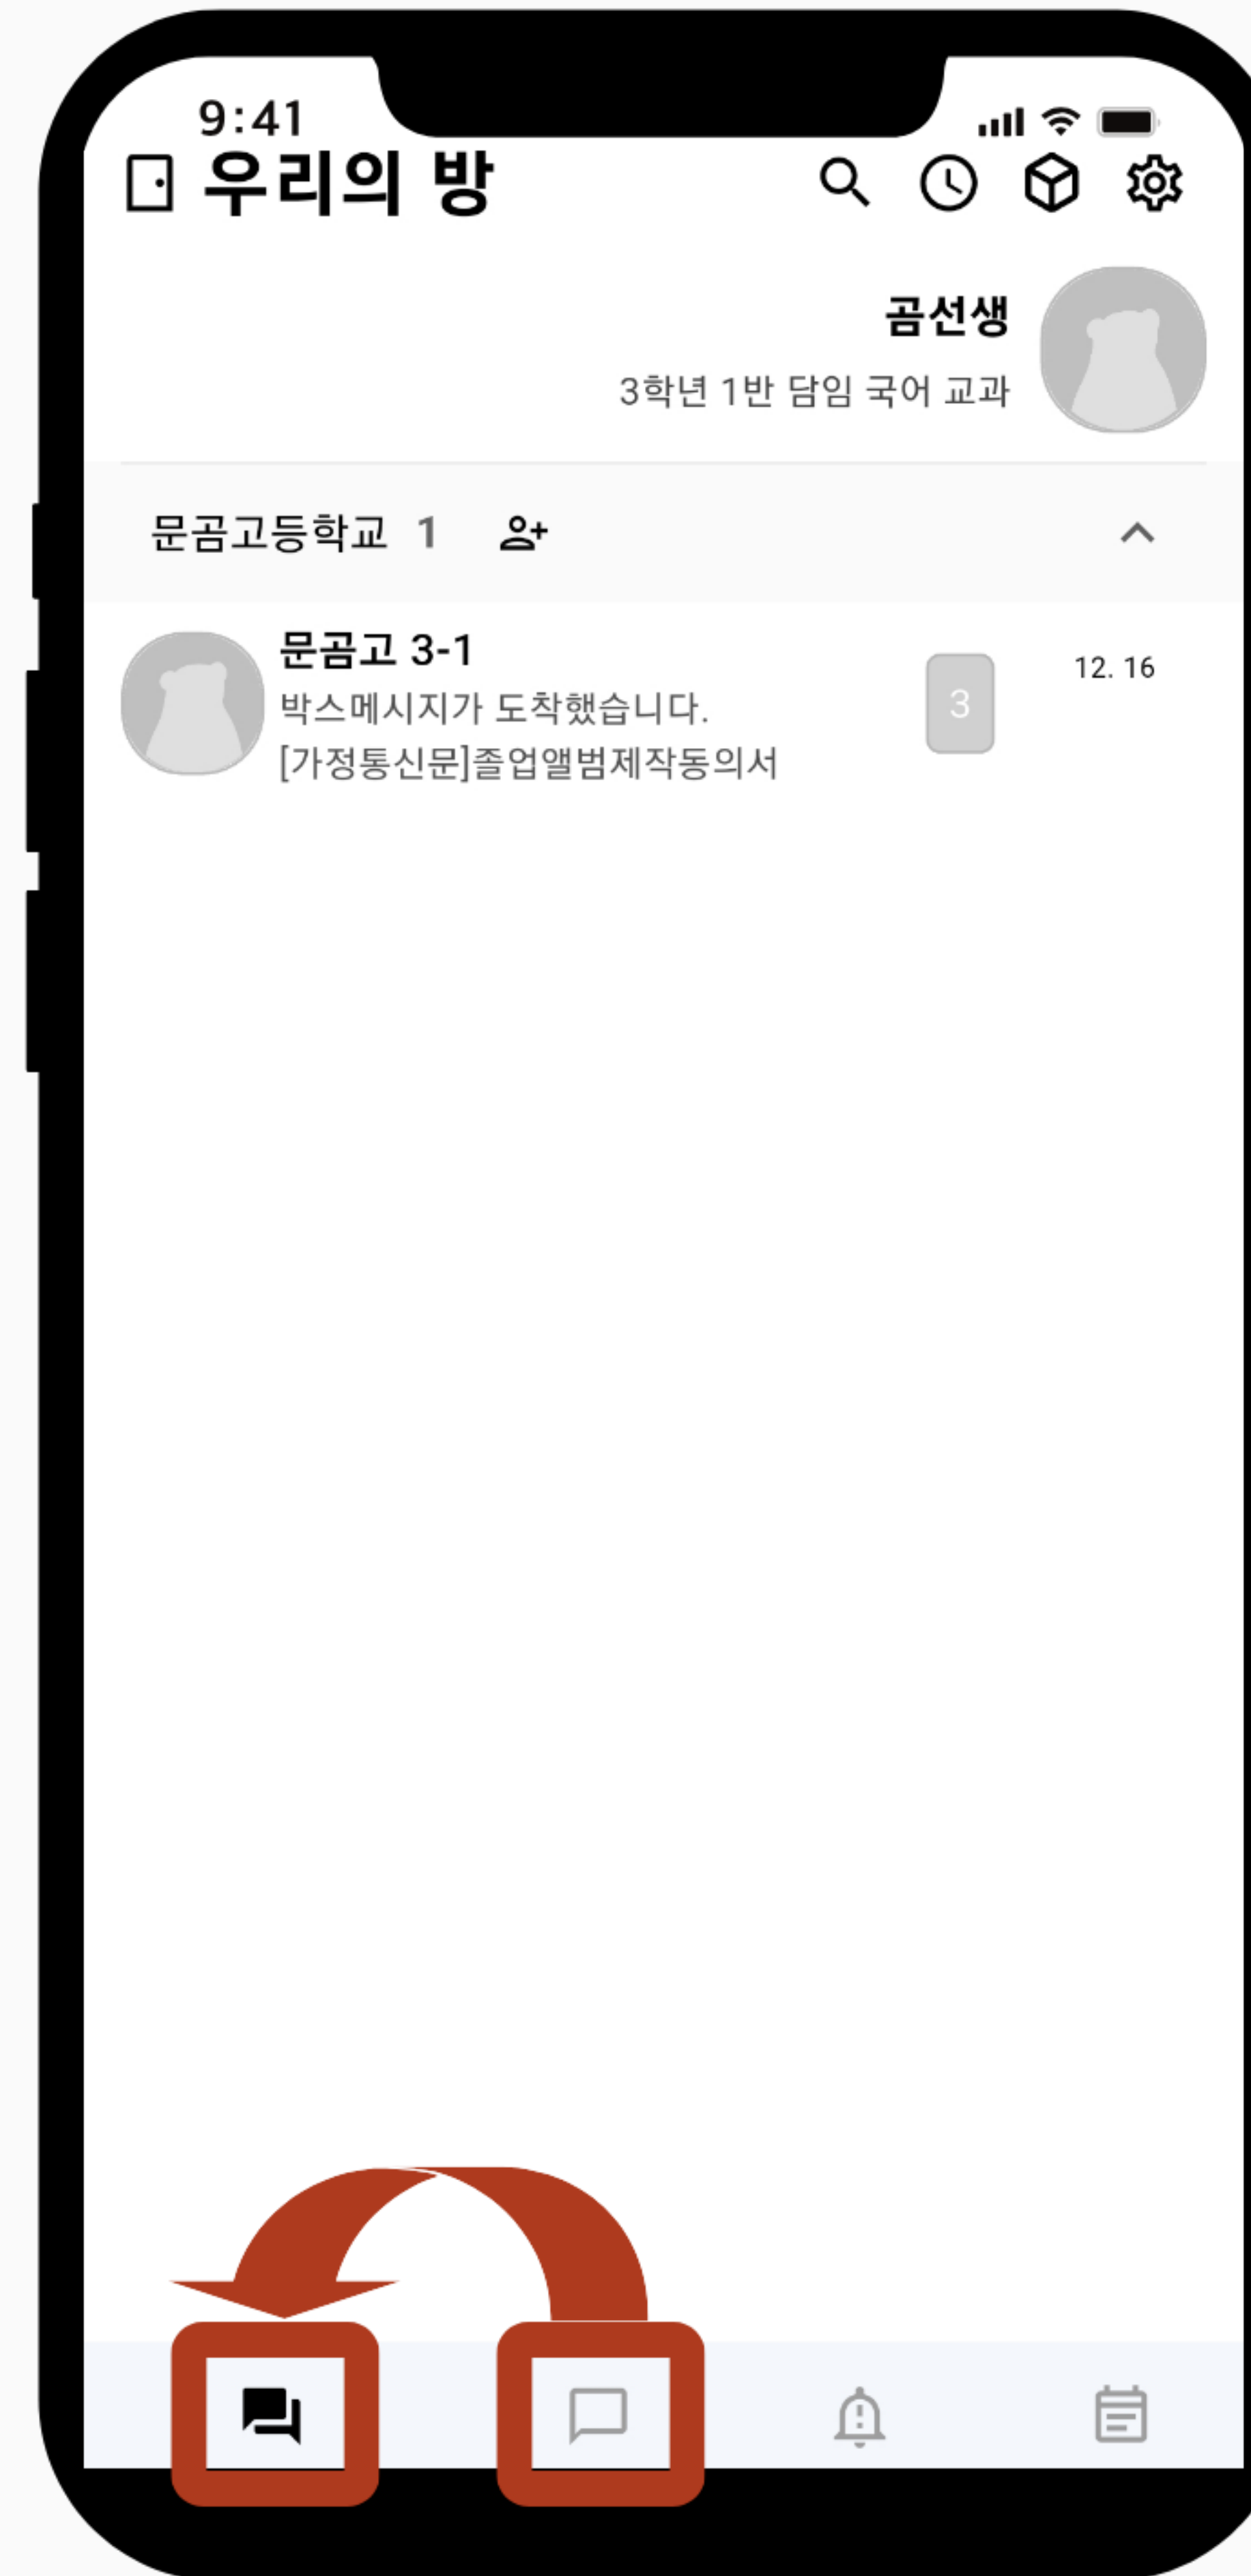 9:41
우리의 방
곰선생
3학년 1반 담임 국어 교과
문곰고등학교 1
문곰고 3-1
12. 16
박스메시지가 도착했습니다.
3
[가정통신문]졸업앨범제작동의서